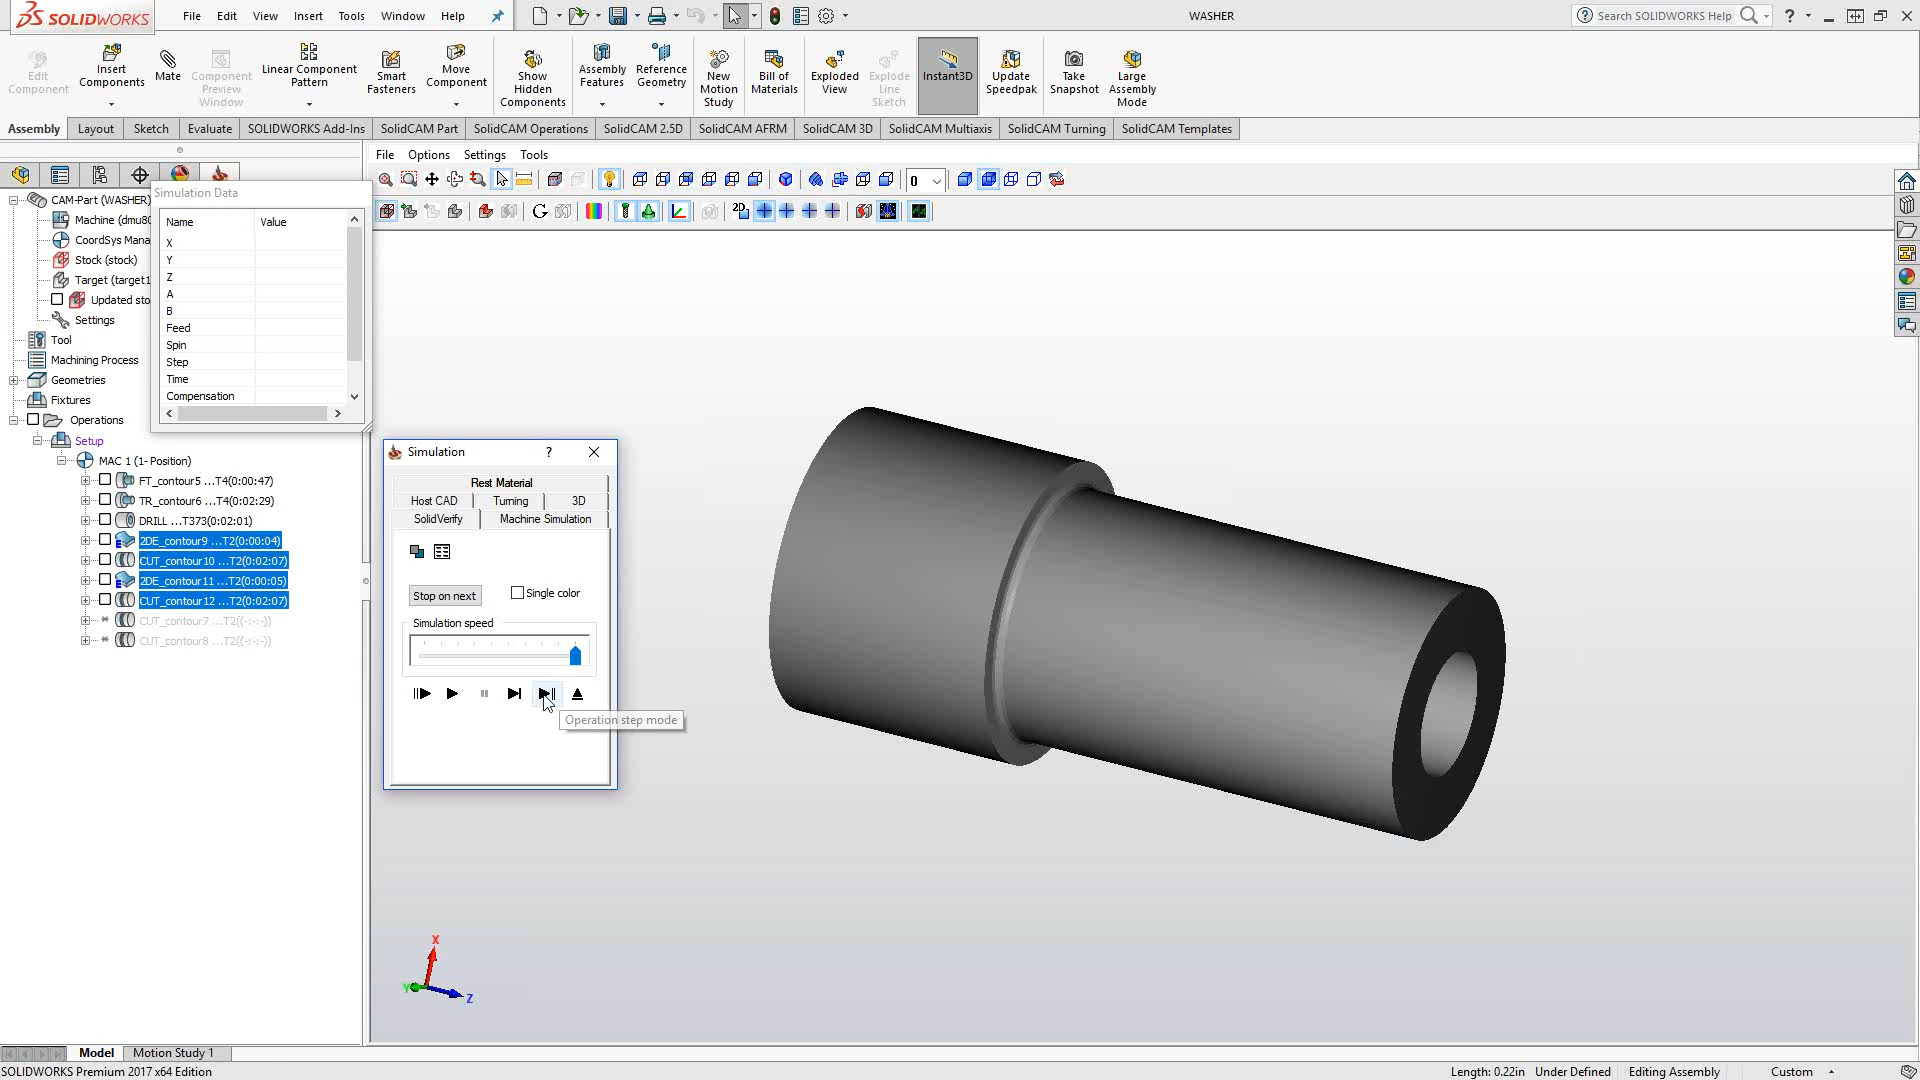 SOLIDWORKS File Edit View Insert Tools Window Help WASHER Search SOLIDWORKS Help
Edit Component
Insert Components
Mate
Component Preview Window
Linear Component Pattern
Smart Fasteners
Move Component
Show Hidden Components
Assembly Features
Reference Geometry
New Motion Study
Bill of Materials
Exploded View
Explode Line Sketch
Instant3D
Update Speedpak
Take Snapshot
Large Assembly Mode
Assembly Layout Sketch Evaluate SOLIDWORKS Add-Ins SolidCAM Part SolidCAM Operations SolidCAM 2.5D SolidCAM AFRM SolidCAM 3D SolidCAM Multiaxis SolidCAM Turning SolidCAM Templates
File Options Settings Tools
0
2D
CAM-Part (WASHER)
Machine (dmu80
CoordSys Mana
Stock (stock)
Target (target1
Updated sto
Settings
Tool
Machining Process
Geometries
Fixtures
Operations
Setup
MAC 1 (1- Position)
FT_contour5 ...T4(0:00:47)
TR_contour6 ...T4(0:02:29)
DRILL ...T373(0:02:01)
2DE_contour9 ...T2(0:00:04)
CUT_contour10 ...T2(0:02:07)
2DE_contour11 ...T2(0:00:05)
CUT_contour12 ...T2(0:02:07)
CUT_contour7 ...T2((-:-:-))
CUT_contour8 ...T2((-:-:-))
Simulation Data
Name Value
X
Y
Z
A
B
Feed
Spin
Step
Time
Compensation
Simulation ?
Rest Material
Host CAD Turning 3D
SolidVerify Machine Simulation
Stop on next Single color
Simulation speed
Operation step mode
X
Y
Z
Model Motion Study 1
SOLIDWORKS Premium 2017 x64 Edition Length: 0.22in Under Defined Editing Assembly Custom